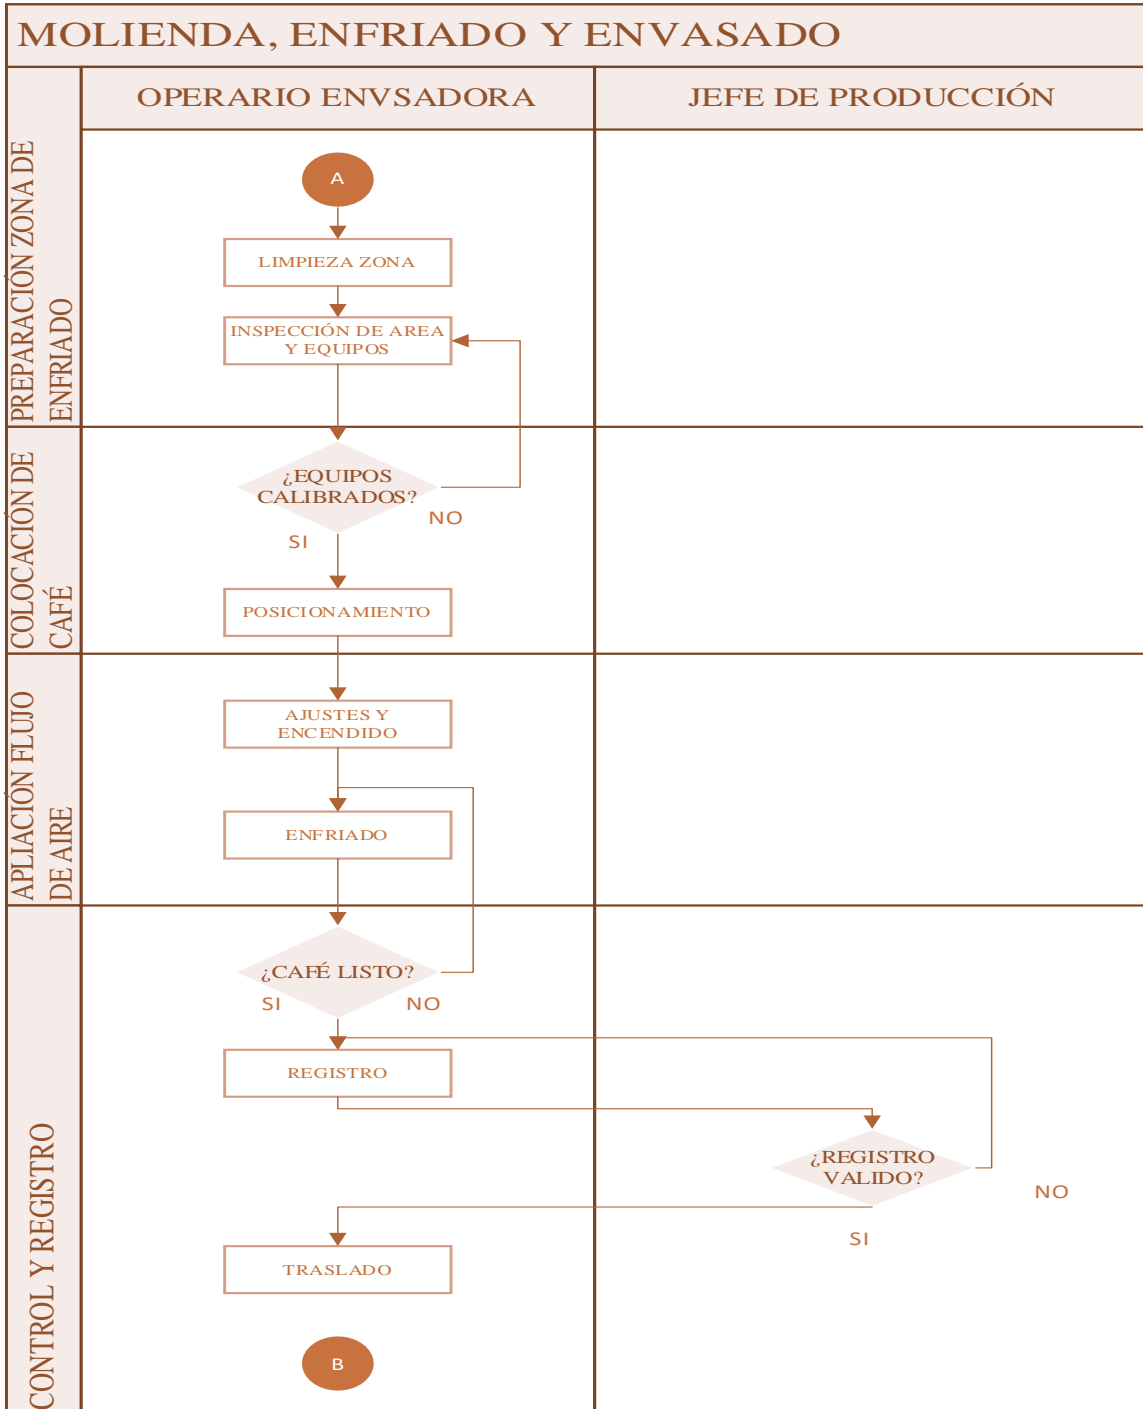 MOLIENDA, ENFRIADO Y ENVASADO
OPERARIO ENVSADORA
JEFE DE PRODUCCIÓN
PREPARACIÓN ZONA DE
ENFRIADO
A
LIMPIEZA ZONA
INSPECCIÓN DE AREA
Y EQUIPOS
COLOCACIÓN DE
CAFÉ
¿EQUIPOS
CALIBRADOS?
NO
SI
POSICIONAMIENTO
APLIACIÓN FLUJO
DE AIRE
AJUSTES Y
ENCENDIDO
ENFRIADO
CONTROL Y REGISTRO
¿CAFÉ LISTO?
SI
NO
REGISTRO
¿REGISTRO
VALIDO?
NO
SI
TRASLADO
B